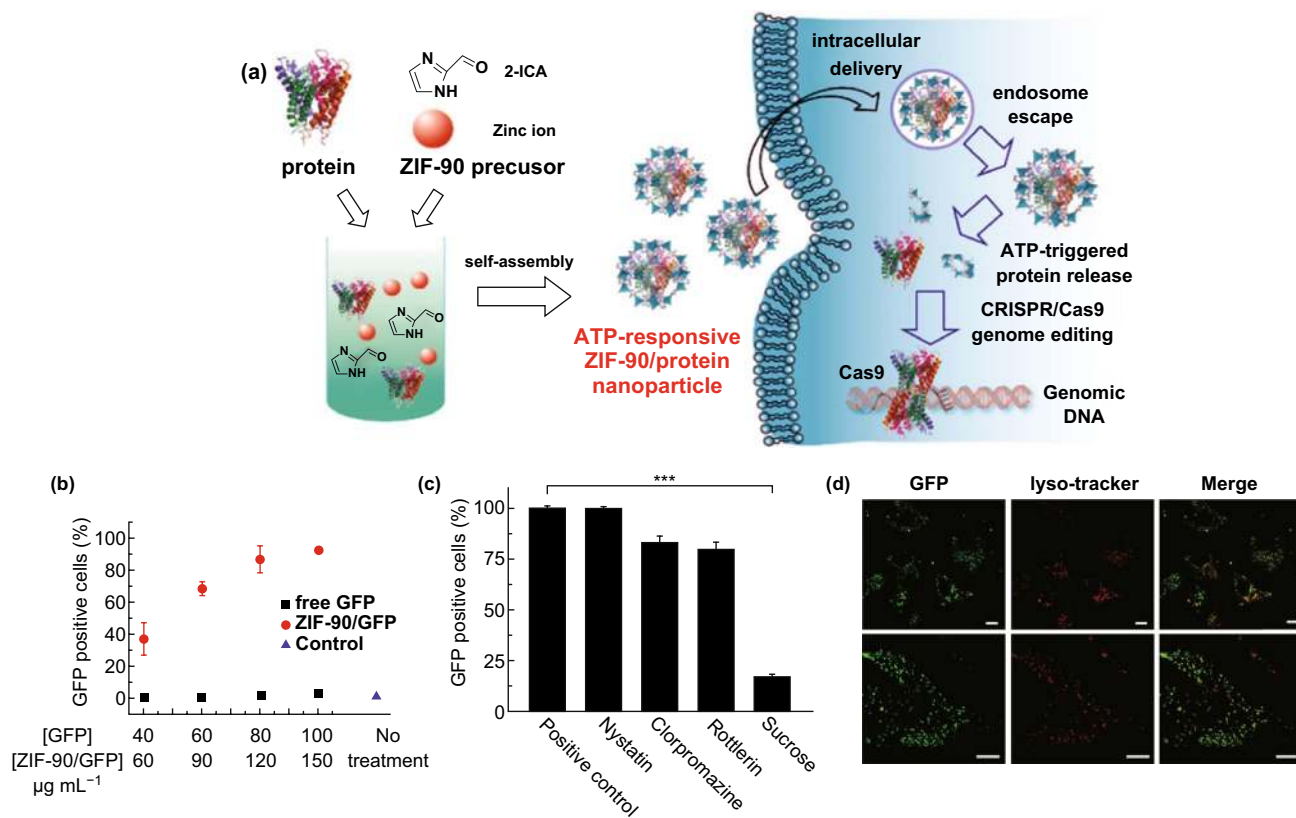 (a)
N
O
NH
2-ICA
Zinc ion
protein
ZIF-90 precusor
self-assembly
N
O
NH
N
O
NH
ATP-responsive
ZIF-90/protein
nanoparticle
intracellular
delivery
endosome
escape
ATP-triggered
protein release
CRISPR/Cas9
genome editing
Cas9
Genomic
DNA
(b)
GFP positive cells (%)
100
80
60
40
20
0
free GFP
ZIF-90/GFP
Control
[GFP] 40 60 80 100 No
[ZIF-90/GFP] 60 90 120 150 treatment
µg mL−1
(c)
***
GFP positive cells (%)
100
75
50
25
0
Positive control
Nystatin
Clorpromazine
Rottlerin
Sucrose
(d)
GFP lyso-tracker Merge